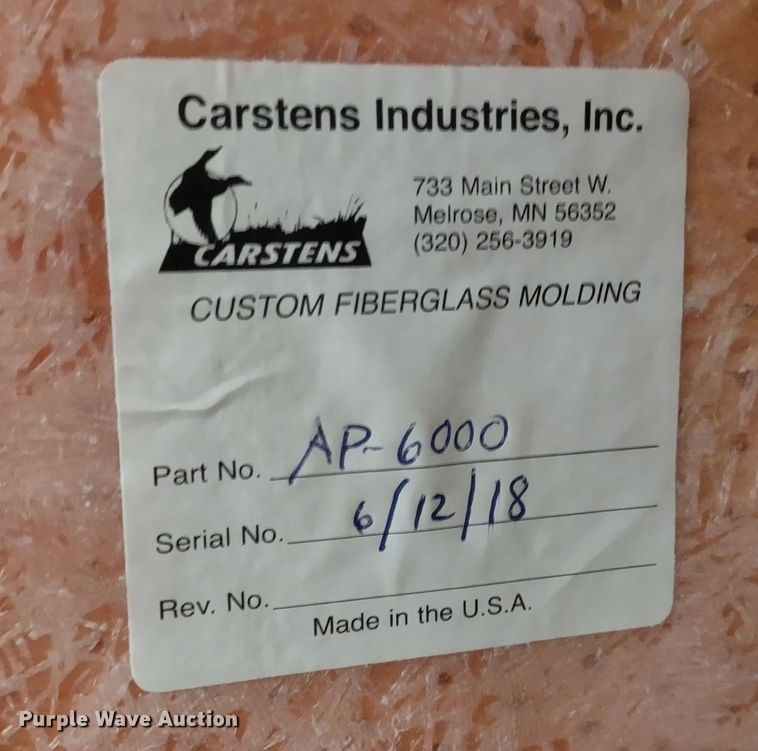 Carstens Industries, Inc.
733 Main Street W.
Melrose, MN 56352
(320) 256-3919
CARSTENS
CUSTOM FIBERGLASS MOLDING
Part No. AP-6000
Serial No. 6/12/18
Rev. No.
Made in the U.S.A.
Purple Wave Auction